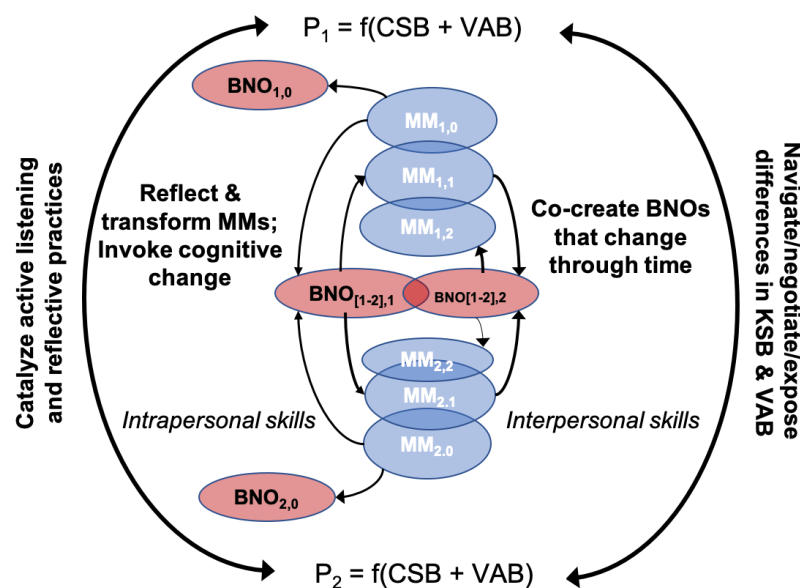 P₁ = f(CSB + VAB)
BNO₁,₀
MM₁,₀
MM₁,₁
MM₁,₂
Catalyze active listening
and reflective practices
Reflect &
transform MMs;
Invoke cognitive
change
Co-create BNOs
that change
through time
Navigate/negotiate/expose
differences in KSB & VAB
BNO[1-2],1
BNO[1-2],2
MM₂,₂
MM₂.₁
MM₂.₀
Intrapersonal skills
Interpersonal skills
BNO₂,₀
P₂ = f(CSB + VAB)